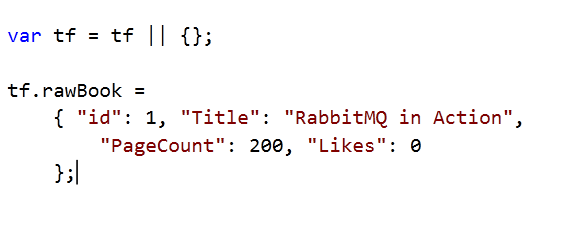 var tf = tf || {};
tf.rawBook =
{ "id": 1, "Title": "RabbitMQ in Action",
"PageCount": 200, "Likes": 0
};